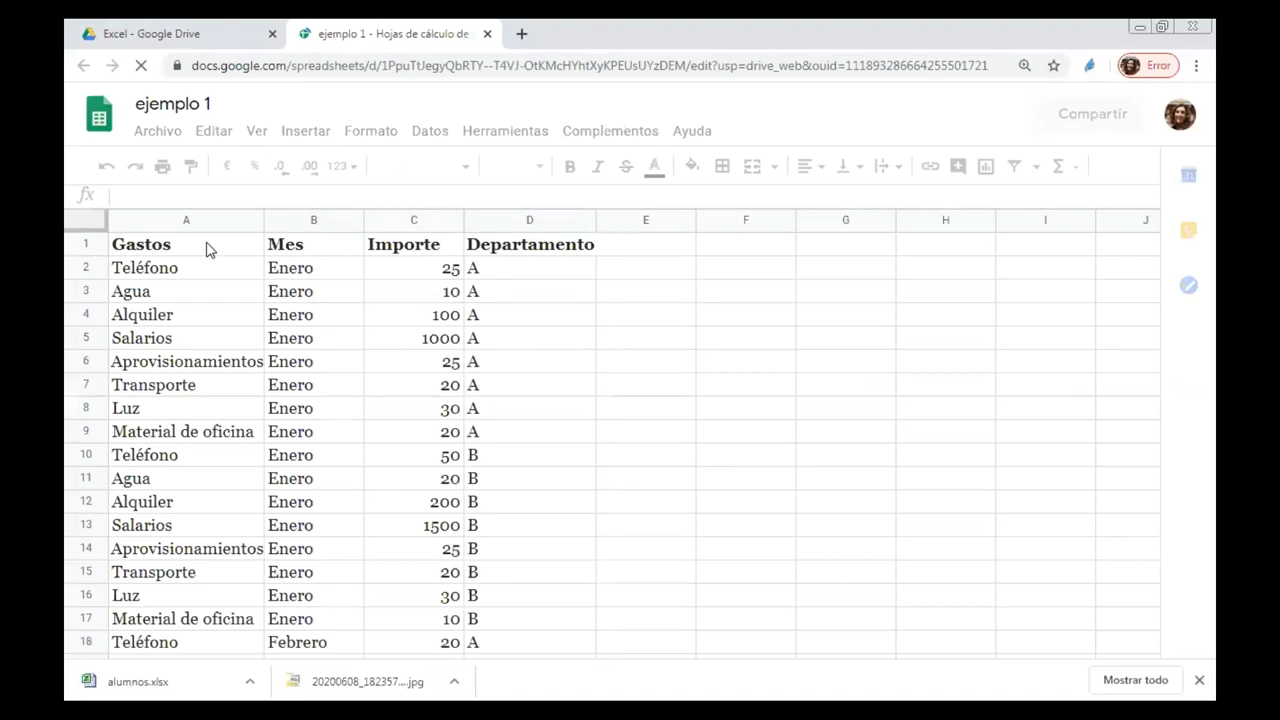 Excel - Google Drive
ejemplo 1 - Hojas de cálculo de
docs.google.com/spreadsheets/d/1PpuTtJegyQbRTY--T4VJ-OtKMcHYhtXyKPEUsUYzDEM/edit?usp=drive_web&ouid=111893286664255501721
Error
ejemplo 1
Compartir
Archivo Editar Ver Insertar Formato Datos Herramientas Complementos Ayuda
€ % .0 .00 123 B I S A Σ
fx
A B C D E F G H I J
1 Gastos Mes Importe Departamento
2 Teléfono Enero 25 A
3 Agua Enero 10 A
4 Alquiler Enero 100 A
5 Salarios Enero 1000 A
6 Aprovisionamientos Enero 25 A
7 Transporte Enero 20 A
8 Luz Enero 30 A
9 Material de oficina Enero 20 A
10 Teléfono Enero 50 B
11 Agua Enero 20 B
12 Alquiler Enero 200 B
13 Salarios Enero 1500 B
14 Aprovisionamientos Enero 25 B
15 Transporte Enero 20 B
16 Luz Enero 30 B
17 Material de oficina Enero 10 B
18 Teléfono Febrero 20 A
alumnos.xlsx
20200608_182357....jpg
Mostrar todo